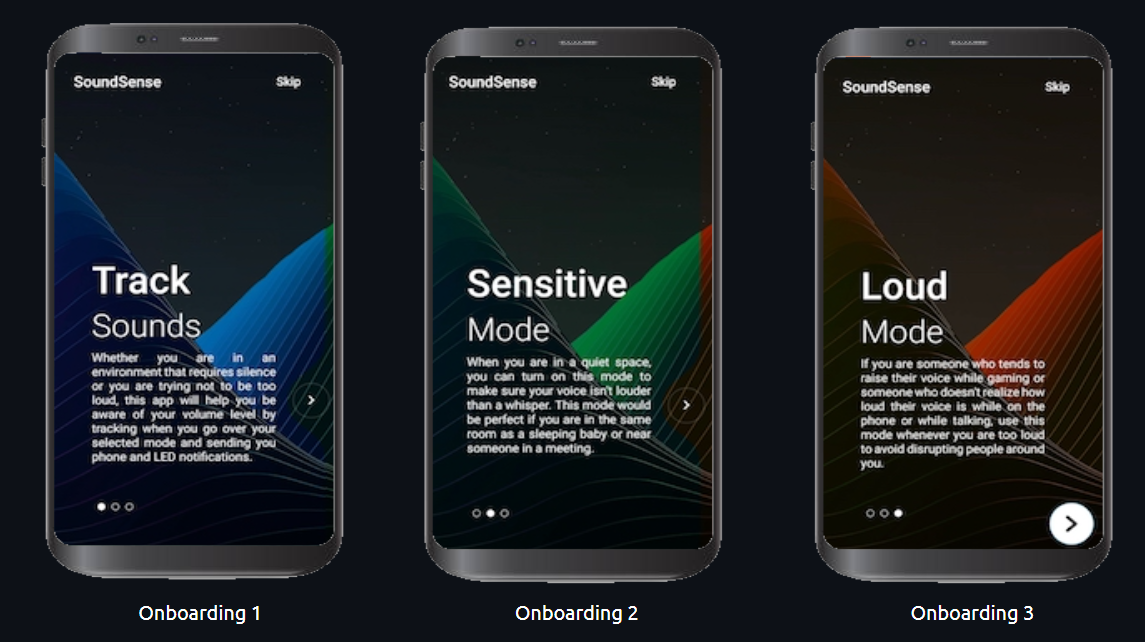 SoundSense
Skip
Track
Sounds
Whether you are in an
environment that requires silence
or you are trying not to be too
loud, this app will help you be
aware of your volume level by
tracking when you go over your
selected mode and sending you
phone and LED notifications.
Onboarding 1
SoundSense
Skip
Sensitive
Mode
When you are in a quiet space,
you can turn on this mode to
make sure your voice isn't louder
than a whisper. This mode would
be perfect if you are in the same
room as a sleeping baby or near
someone in a meeting.
Onboarding 2
SoundSense
Skip
Loud
Mode
If you are someone who tends to
raise their voice while gaming or
someone who doesn't realize how
loud their voice is while on the
phone or while talking, use this
mode whenever you are too loud
to avoid disrupting people around
you.
Onboarding 3